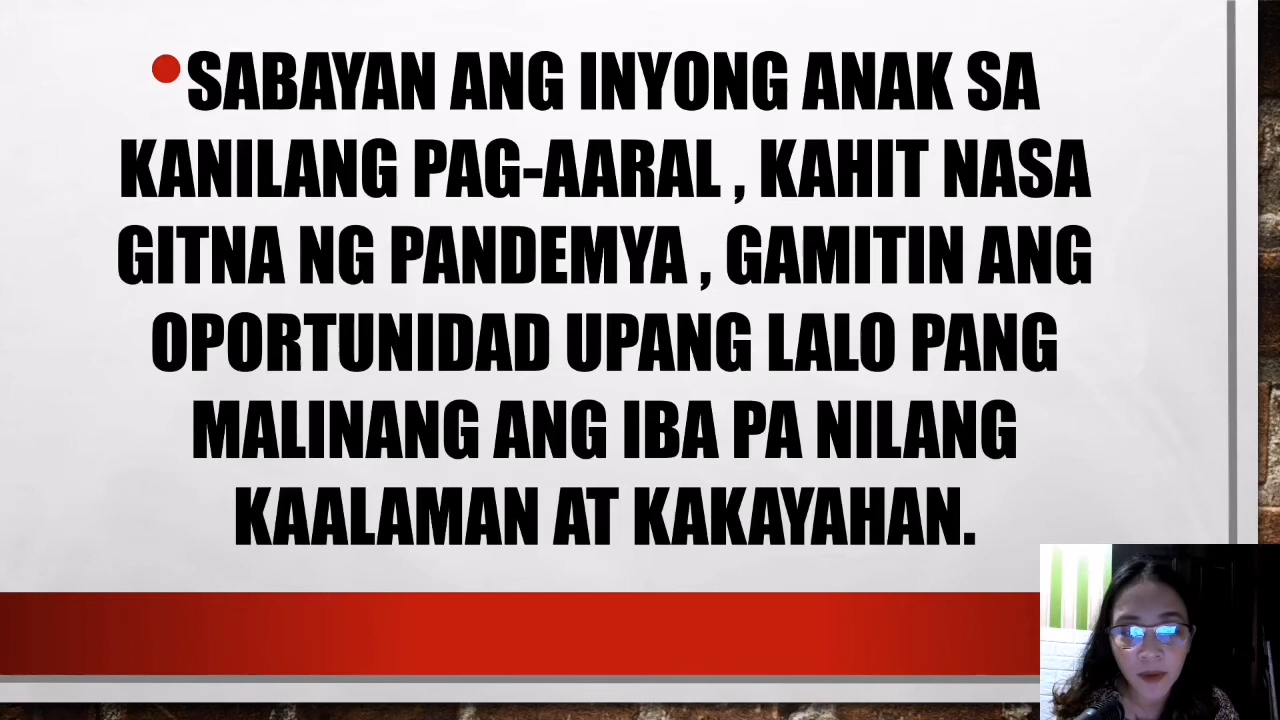 •SABAYAN ANG INYONG ANAK SA
KANILANG PAG-AARAL , KAHIT NASA
GITNA NG PANDEMYA , GAMITIN ANG
OPORTUNIDAD UPANG LALO PANG
MALINANG ANG IBA PA NILANG
KAALAMAN AT KAKAYAHAN.